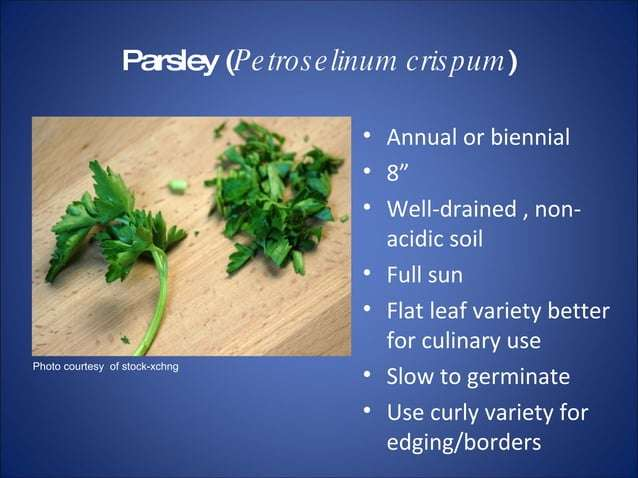 Parsley (Petroselinum crispum)
• Annual or biennial
• 8”
• Well-drained , non-
acidic soil
• Full sun
• Flat leaf variety better
for culinary use
• Slow to germinate
• Use curly variety for
edging/borders
Photo courtesy  of stock-xchng